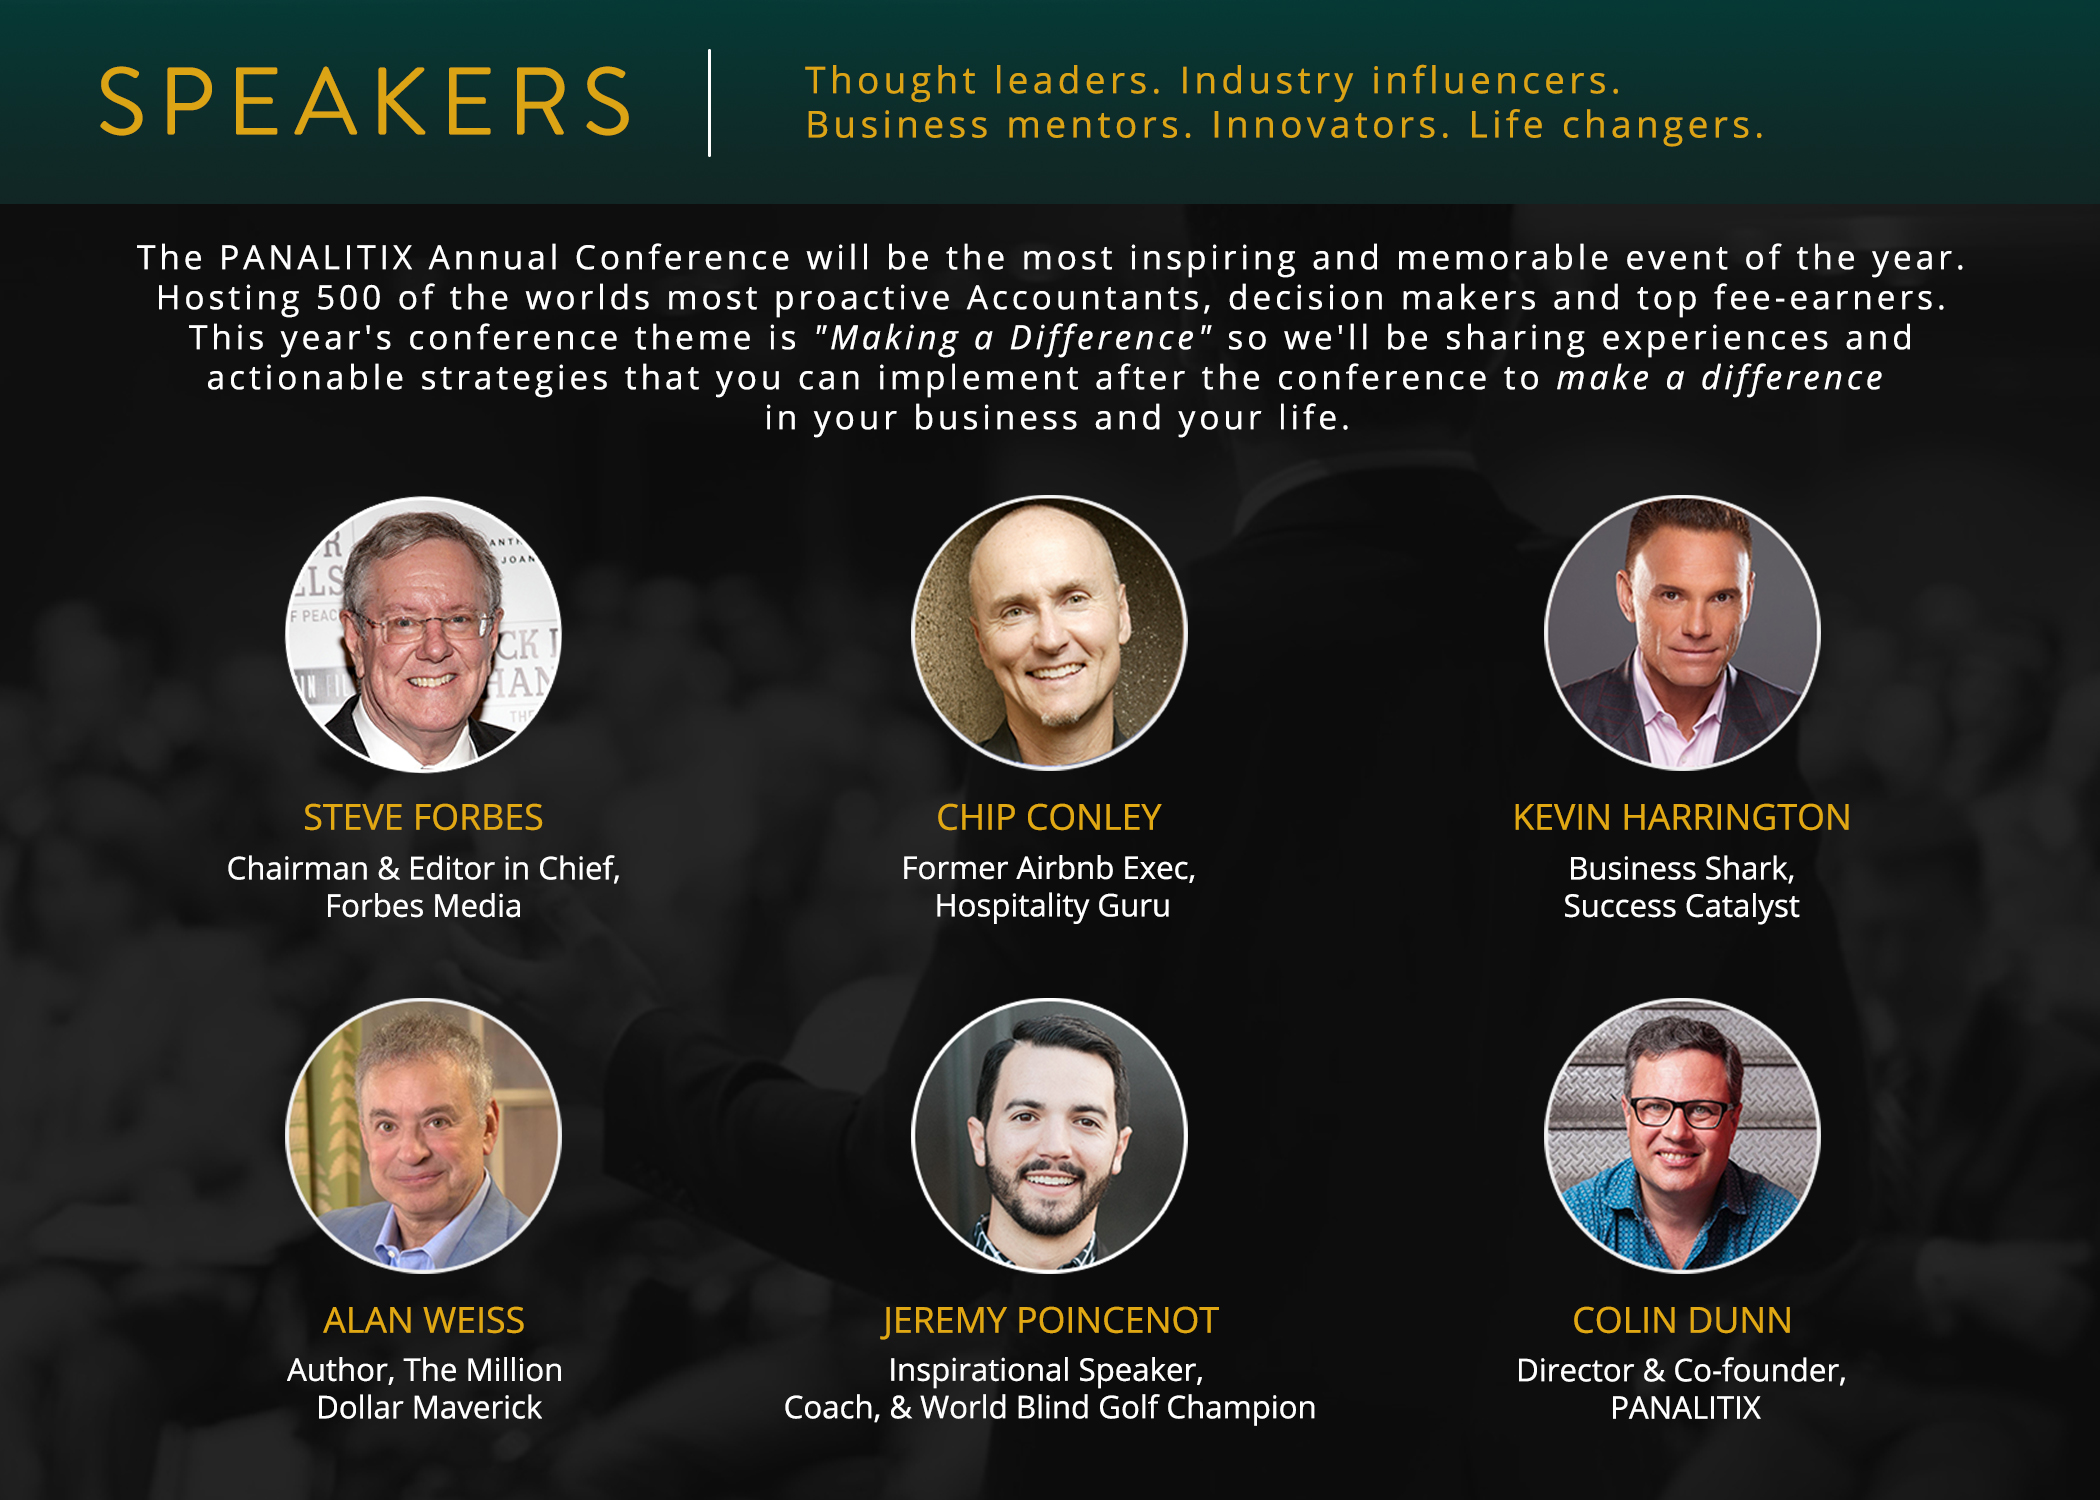 SPEAKERS
Thought leaders. Industry influencers.
Business mentors. Innovators. Life changers.
The PANALITIX Annual Conference will be the most inspiring and memorable event of the year.
Hosting 500 of the worlds most proactive Accountants, decision makers and top fee-earners.
This year's conference theme is "Making a Difference" so we'll be sharing experiences and
actionable strategies that you can implement after the conference to make a difference
in your business and your life.
STEVE FORBES
Chairman & Editor in Chief,
Forbes Media
CHIP CONLEY
Former Airbnb Exec,
Hospitality Guru
KEVIN HARRINGTON
Business Shark,
Success Catalyst
ALAN WEISS
Author, The Million
Dollar Maverick
JEREMY POINCENOT
Inspirational Speaker,
Coach, & World Blind Golf Champion
COLIN DUNN
Director & Co-founder,
PANALITIX